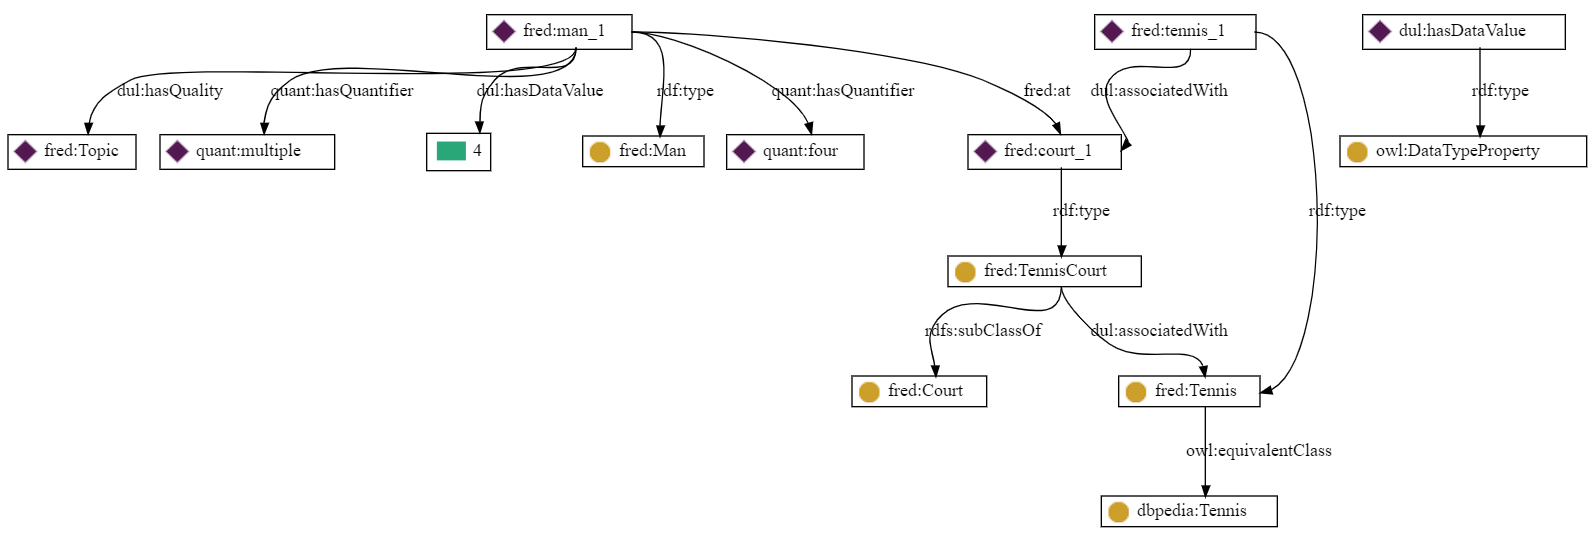 fred:man_1
fred:tennis_1
dul:hasDataValue
dul:hasQuality
quant:hasQuantifier
dul:hasDataValue
rdf:type
quant:hasQuantifier
fred:at
dul:associatedWith
rdf:type
fred:Topic
quant:multiple
4
fred:Man
quant:four
fred:court_1
owl:DataTypeProperty
rdf:type
rdf:type
fred:TennisCourt
rdfs:subClassOf
dul:associatedWith
fred:Court
fred:Tennis
owl:equivalentClass
dbpedia:Tennis